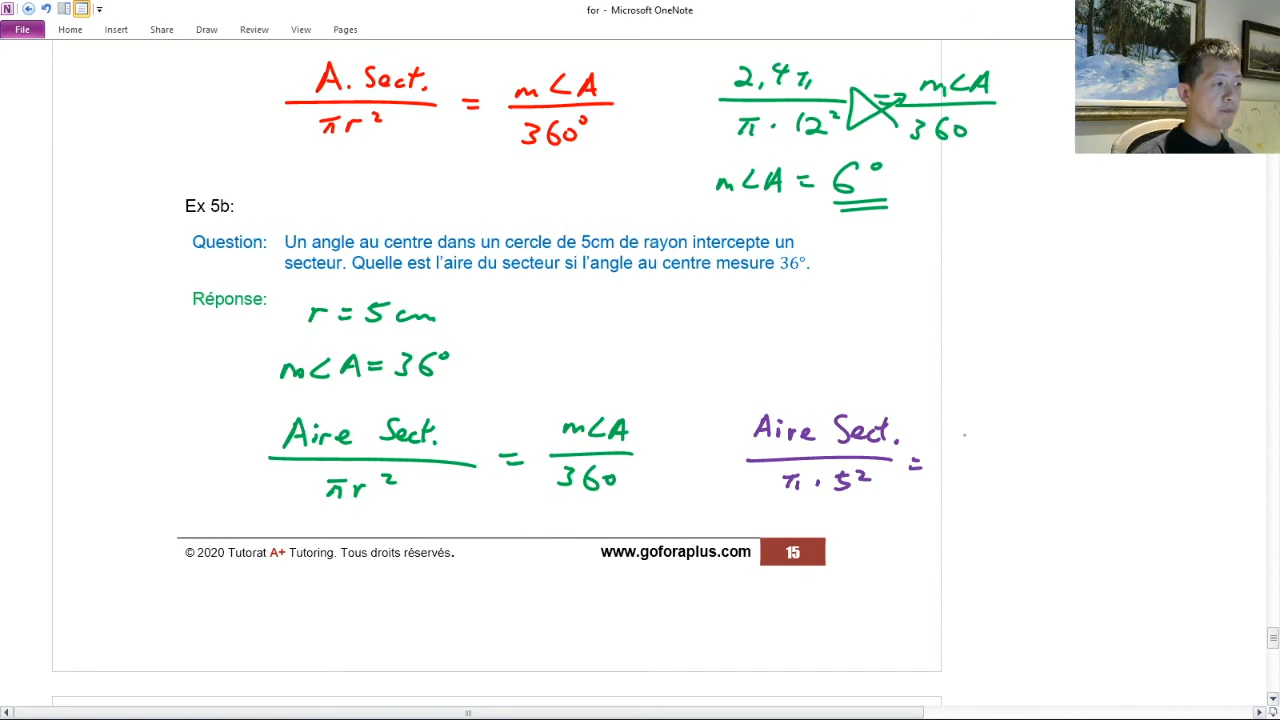 for - Microsoft OneNote
File Home Insert Share Draw Review View Pages
A. Sect. / πr² = m∠A / 360°
2,4π / π · 12² = m∠A / 360
m∠A = 6°
Ex 5b:
Question: Un angle au centre dans un cercle de 5cm de rayon intercepte un
secteur. Quelle est l'aire du secteur si l'angle au centre mesure 36°.
Réponse:
r = 5 cm
m∠A = 36°
Aire Sect. / πr² = m∠A / 360
Aire Sect. / π · 5² =
© 2020 Tutorat A+ Tutoring. Tous droits réservés.
www.goforaplus.com 15